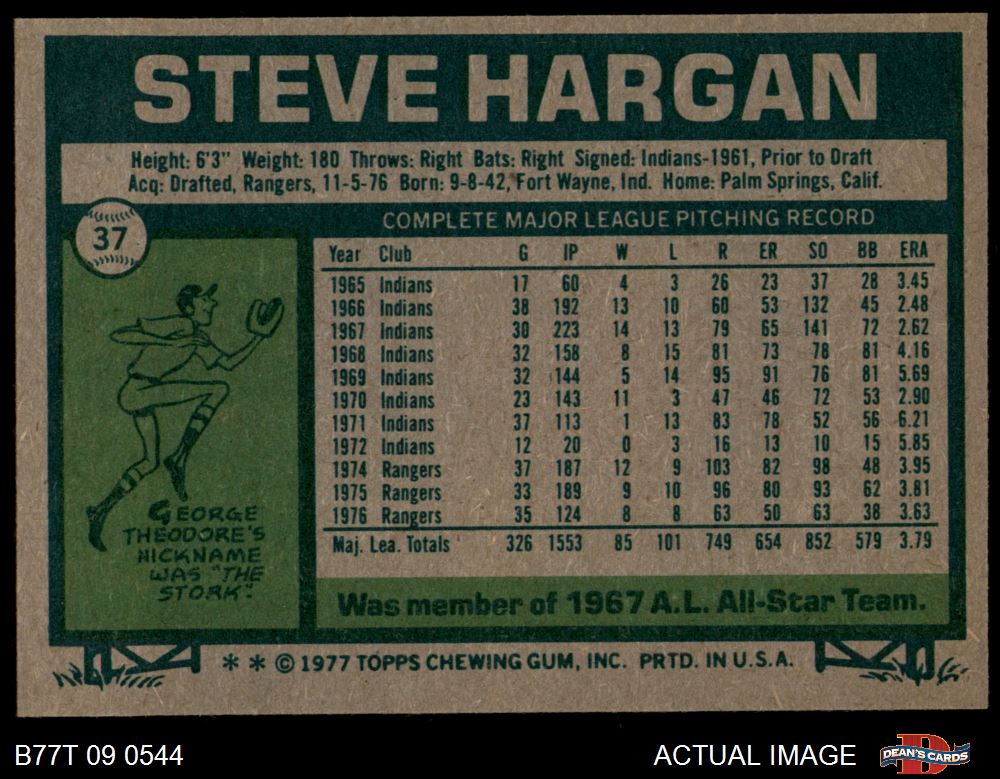 STEVE HARGAN
Height: 6'3" Weight: 180 Throws: Right Bats: Right Signed: Indians-1961, Prior to Draft
Acq: Drafted, Rangers, 11-5-76 Born: 9-8-42, Fort Wayne, Ind. Home: Palm Springs, Calif.
37
COMPLETE MAJOR LEAGUE PITCHING RECORD
Year Club G IP W L R ER SO BB ERA
1965 Indians 17 60 4 3 26 23 37 28 3.45
1966 Indians 38 192 13 10 60 53 132 45 2.48
1967 Indians 30 223 14 13 79 65 141 72 2.62
1968 Indians 32 158 8 15 81 73 78 81 4.16
1969 Indians 32 144 5 14 95 91 76 81 5.69
1970 Indians 23 143 11 3 47 46 72 53 2.90
1971 Indians 37 113 1 13 83 78 52 56 6.21
1972 Indians 12 20 0 3 16 13 10 15 5.85
1974 Rangers 37 187 12 9 103 82 98 48 3.95
1975 Rangers 33 189 9 10 96 80 93 62 3.81
1976 Rangers 35 124 8 8 63 50 63 38 3.63
Maj. Lea. Totals 326 1553 85 101 749 654 852 579 3.79
GEORGE
THEODORE'S
NICKNAME
WAS "THE
STORK".
Was member of 1967 A.L. All-Star Team.
* * © 1977 TOPPS CHEWING GUM, INC. PRTD. IN U.S.A.
B77T 09 0544
ACTUAL IMAGE
DEAN'S CARDS